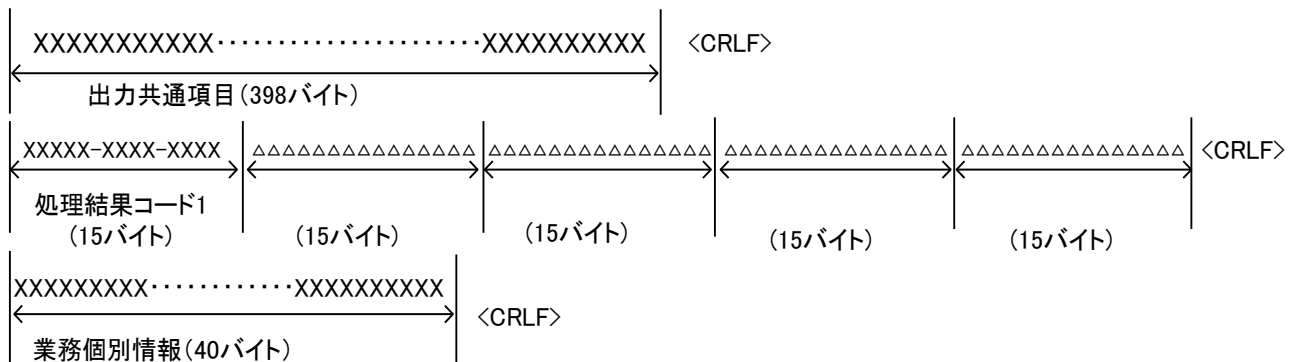 XXXXXXXXXXXX‥‥‥‥‥‥‥‥‥‥‥XXXXXXXXXXX <CRLF>
出力共通項目(398バイト)
XXXXX-XXXX-XXXX △△△△△△△△△△△△△△△ △△△△△△△△△△△△△△△ △△△△△△△△△△△△△△△ △△△△△△△△△△△△△△△ <CRLF>
処理結果コード1
(15バイト) (15バイト) (15バイト) (15バイト) (15バイト)
XXXXXXXXX‥‥‥‥‥‥XXXXXXXXXX <CRLF>
業務個別情報(40バイト)